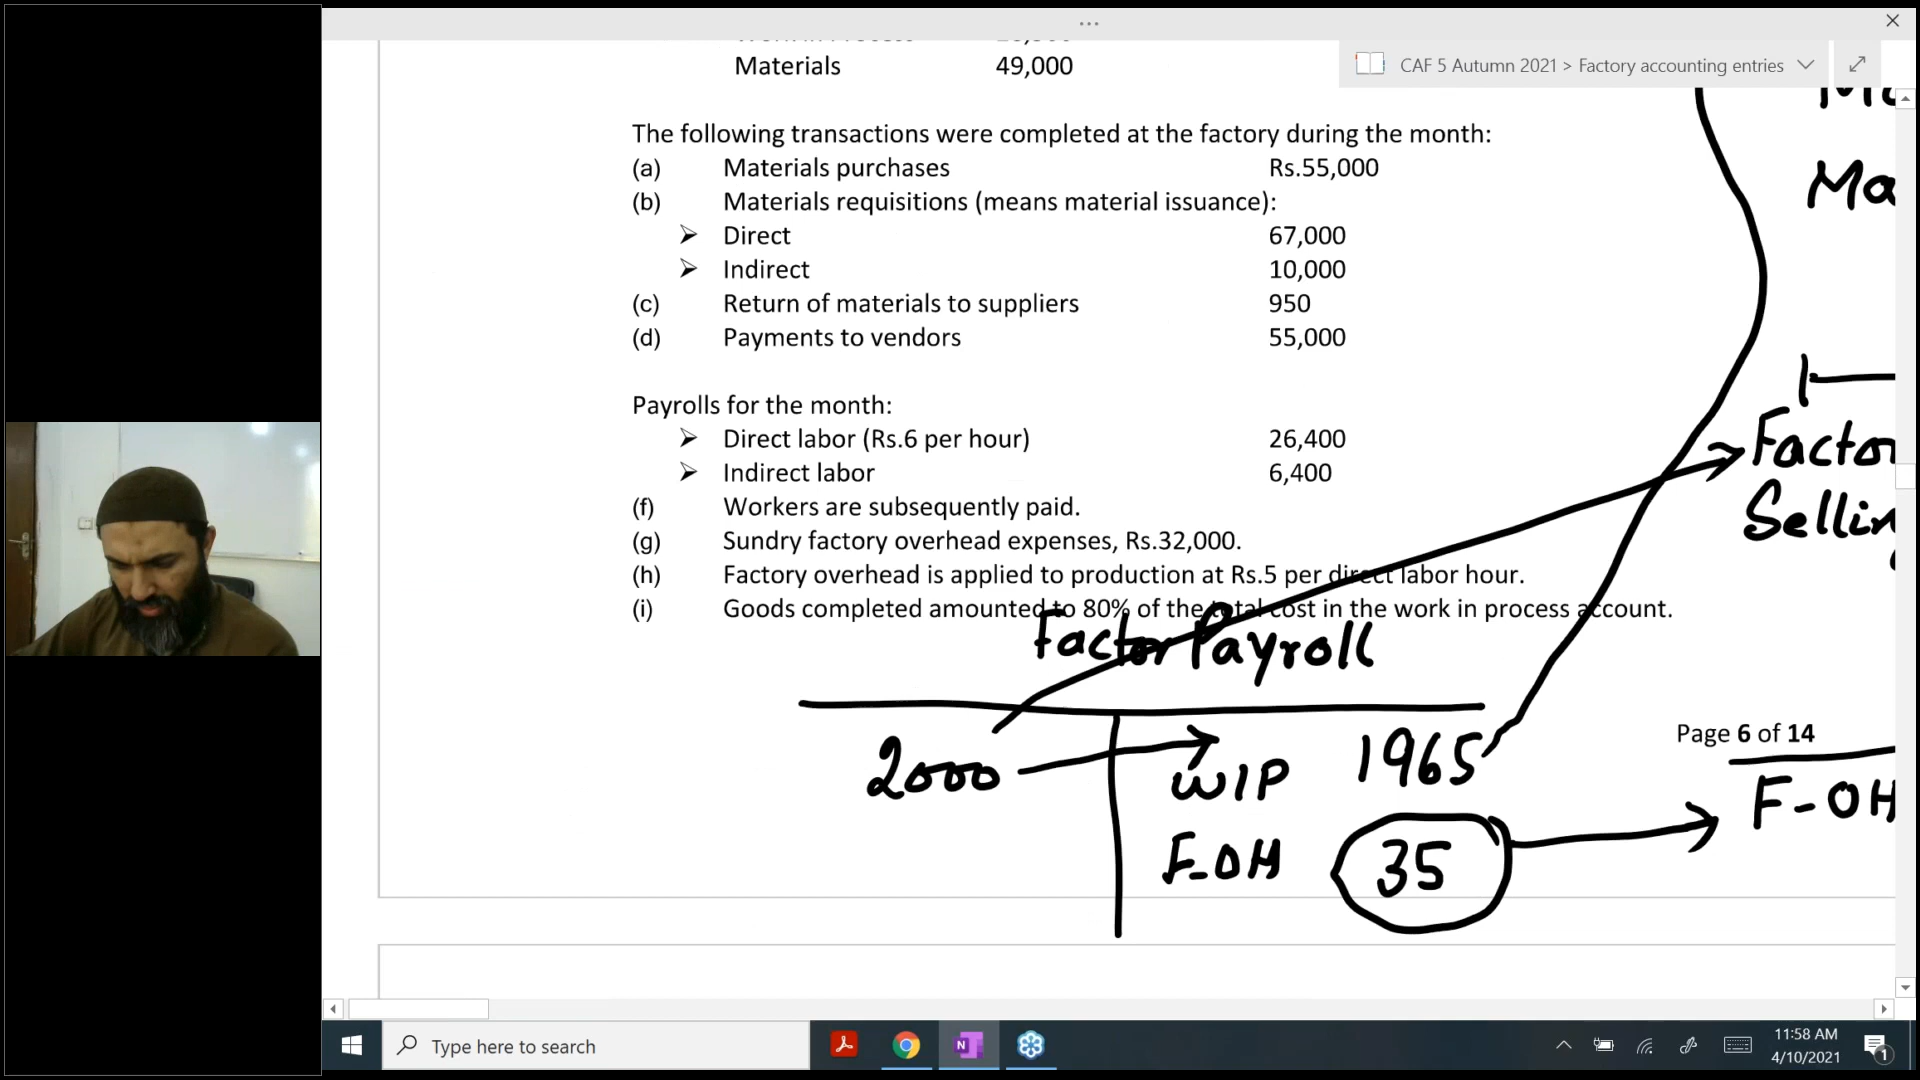 Materials 49,000
CAF 5 Autumn 2021 > Factory accounting entries
The following transactions were completed at the factory during the month:
(a) Materials purchases Rs.55,000
(b) Materials requisitions (means material issuance):
➢ Direct 67,000
➢ Indirect 10,000
(c) Return of materials to suppliers 950
(d) Payments to vendors 55,000
Payrolls for the month:
➢ Direct labor (Rs.6 per hour) 26,400
➢ Indirect labor 6,400
(f) Workers are subsequently paid.
(g) Sundry factory overhead expenses, Rs.32,000.
(h) Factory overhead is applied to production at Rs.5 per direct labor hour.
(i) Goods completed amounted to 80% of the total cost in the work in process account.
Factor Payroll
2000 WIP 1965
F-OH 35
Ma
Factor
Sellin
Page 6 of 14
F-OH
Type here to search
11:58 AM
4/10/2021
1